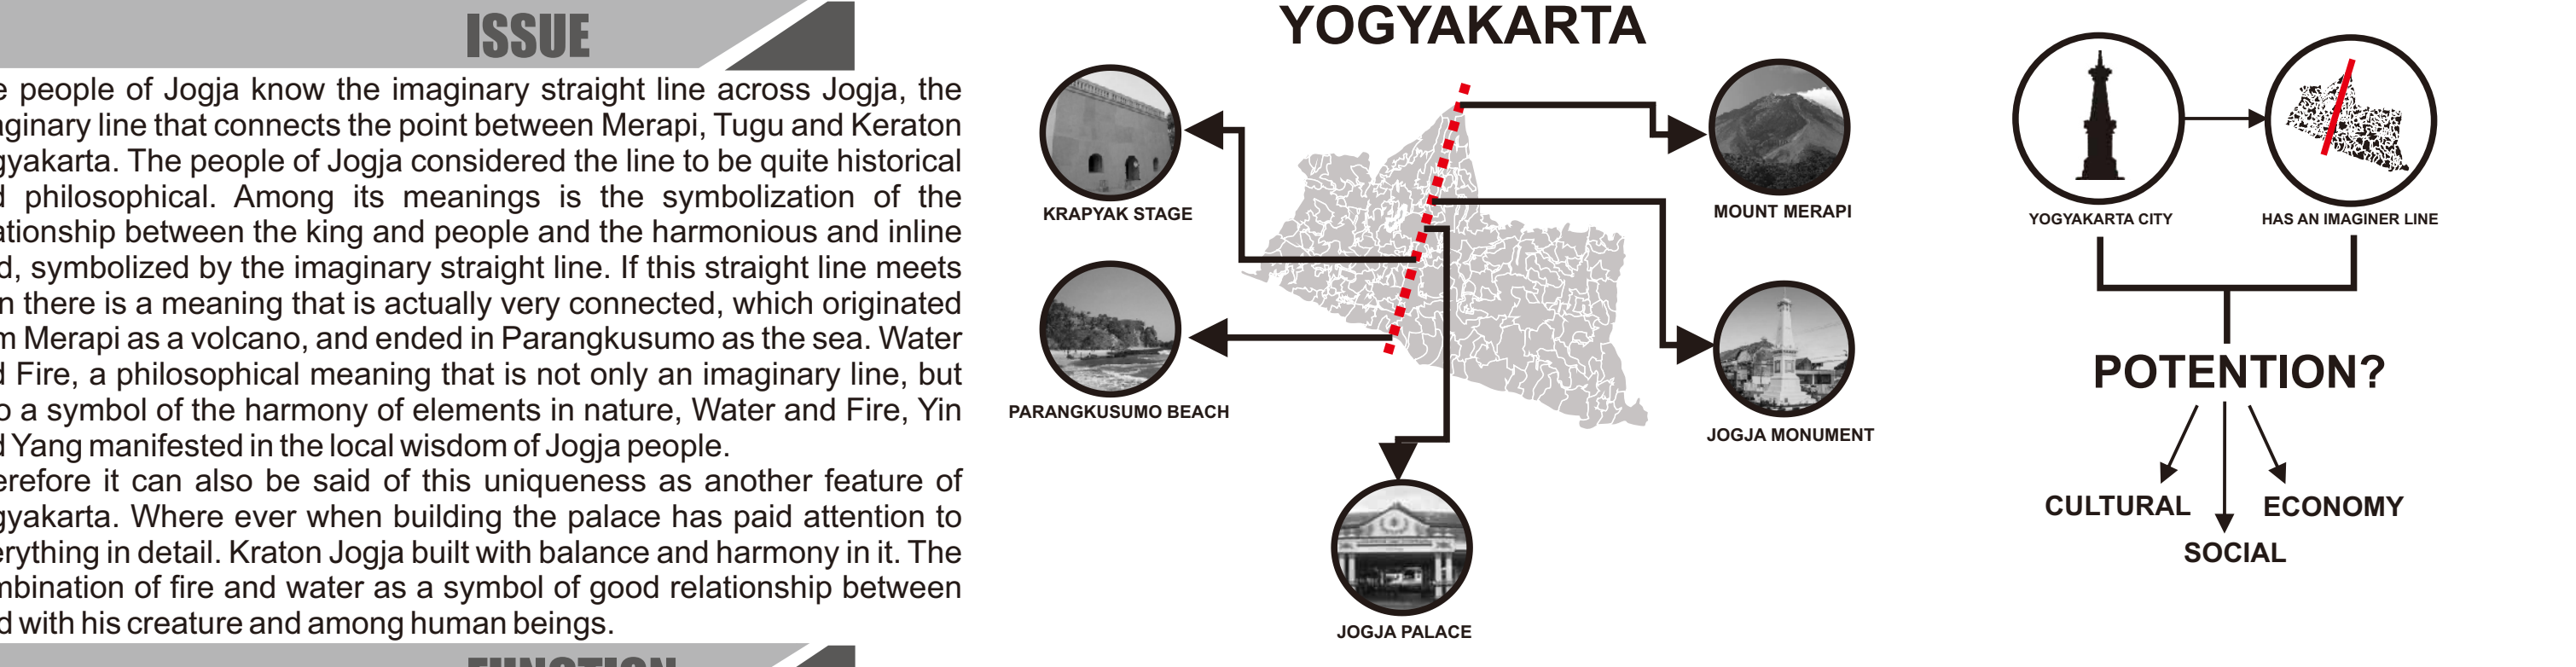 ISSUE
e people of Jogja know the imaginary straight line across Jogja, the
aginary line that connects the point between Merapi, Tugu and Keraton
gyakarta. The people of Jogja considered the line to be quite historical
d philosophical. Among its meanings is the symbolization of the
ationship between the king and people and the harmonious and inline
d, symbolized by the imaginary straight line. If this straight line meets
n there is a meaning that is actually very connected, which originated
m Merapi as a volcano, and ended in Parangkusumo as the sea. Water
d Fire, a philosophical meaning that is not only an imaginary line, but
o a symbol of the harmony of elements in nature, Water and Fire, Yin
d Yang manifested in the local wisdom of Jogja people.
erefore it can also be said of this uniqueness as another feature of
gyakarta. Where ever when building the palace has paid attention to
erything in detail. Kraton Jogja built with balance and harmony in it. The
mbination of fire and water as a symbol of good relationship between
d with his creature and among human beings.
FUNCTION
YOGYAKARTA
KRAPYAK STAGE
MOUNT MERAPI
PARANGKUSUMO BEACH
JOGJA MONUMENT
JOGJA PALACE
YOGYAKARTA CITY
HAS AN IMAGINER LINE
POTENTION?
CULTURAL
ECONOMY
SOCIAL